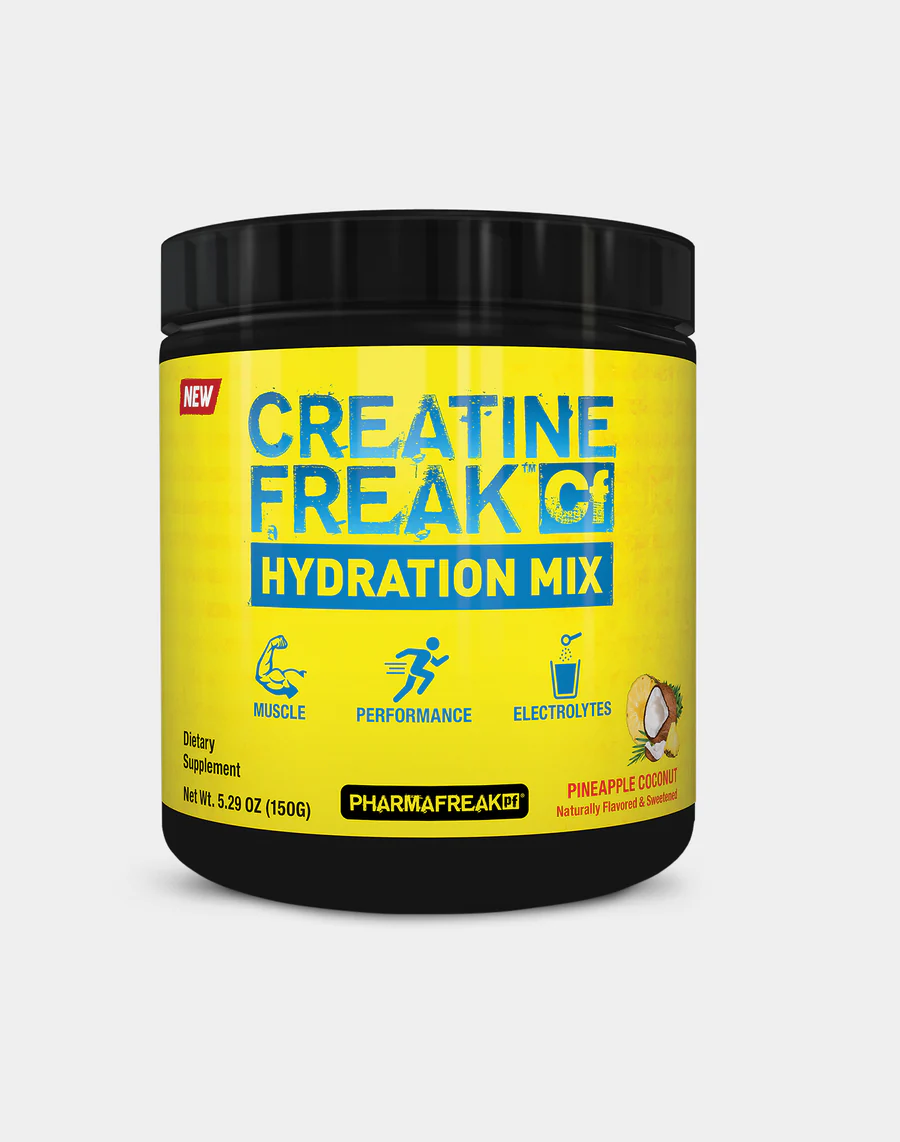 NEW
CREATINE
FREAK™ Cf
HYDRATION MIX
MUSCLE
PERFORMANCE
ELECTROLYTES
Dietary
Supplement
Net Wt. 5.29 OZ (150G)
PHARMAFREAK pf®
PINEAPPLE COCONUT
Naturally Flavored & Sweetened